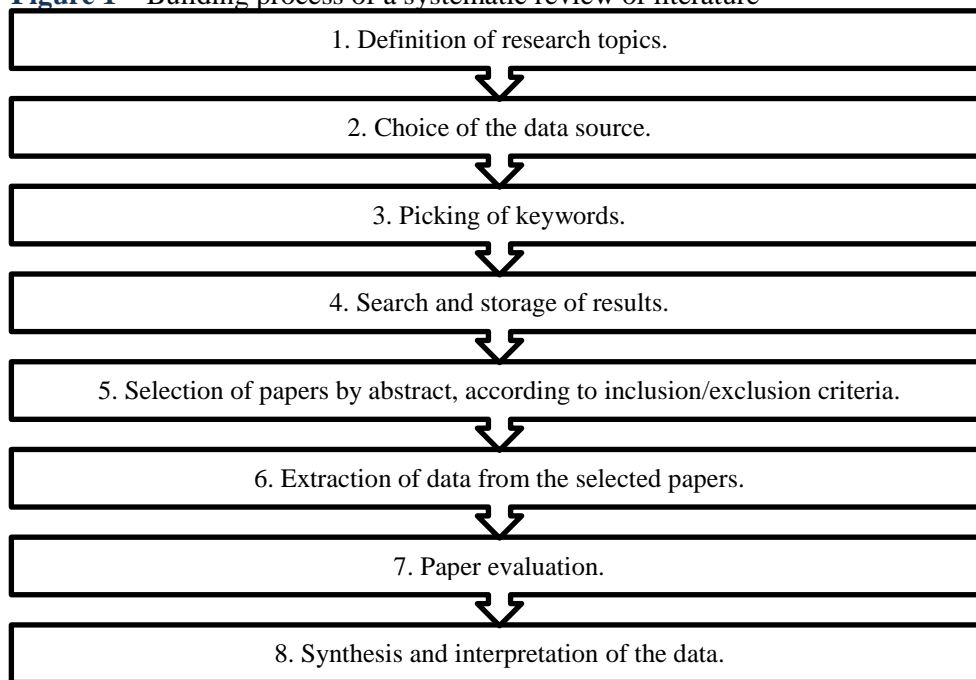 Figure 1 – Building process of a systematic review of literature
1. Definition of research topics.
2. Choice of the data source.
3. Picking of keywords.
4. Search and storage of results.
5. Selection of papers by abstract, according to inclusion/exclusion criteria.
6. Extraction of data from the selected papers.
7. Paper evaluation.
8. Synthesis and interpretation of the data.